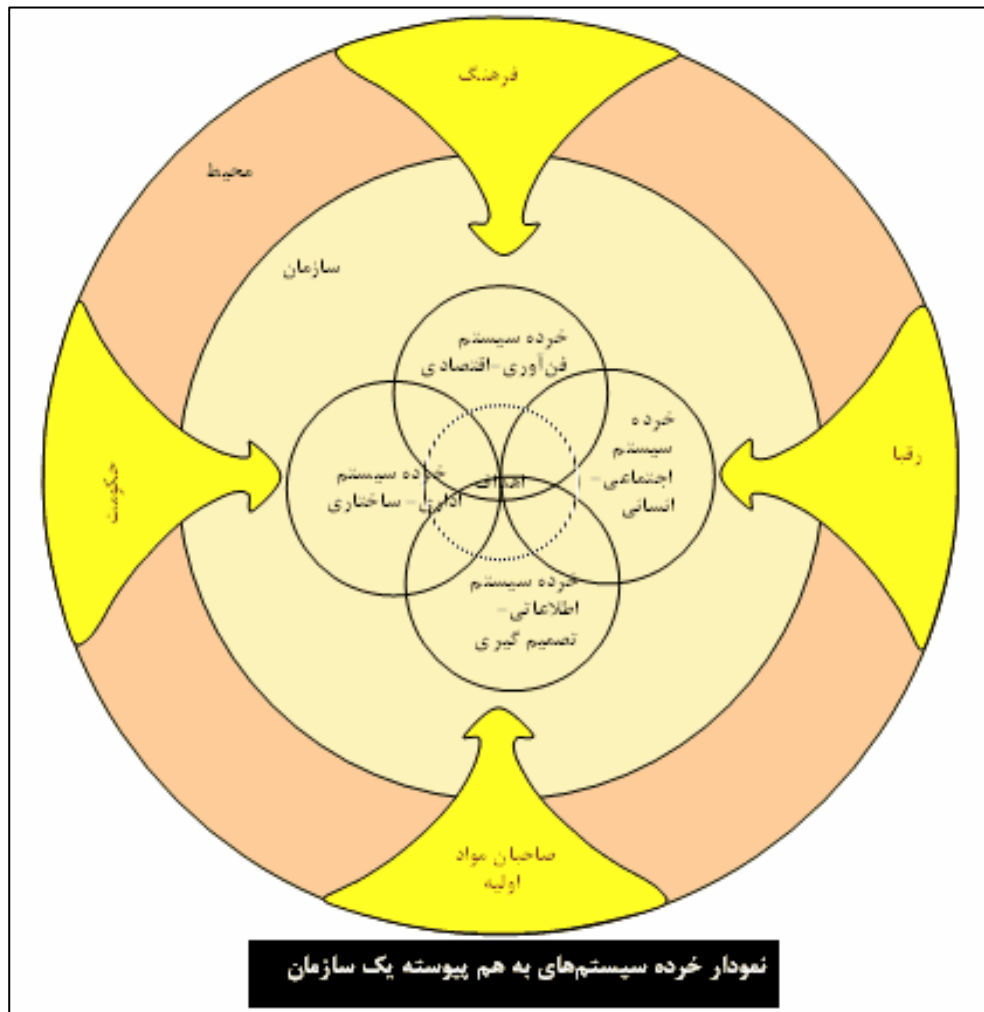 فرهنگ
محیط
سازمان
خرده سیستم
فن‌آوری-اقتصادی
خرده
سیستم
اجتماعی-
انسانی
رقبا
حکومت
خرده سیستم
اداری-ساختاری
اهداف
خرده سیستم
اطلاعاتی-
تصمیم گیری
صاحبان مواد
اولیه
نمودار خرده سیستم‌های به هم پیوسته یک سازمان